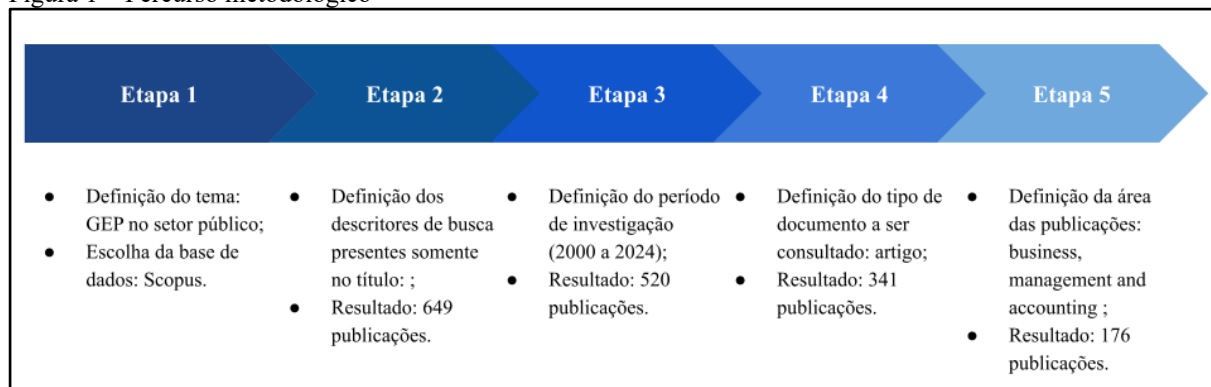 Figura 1 – Percurso metodológico
Etapa 1
Etapa 2
Etapa 3
Etapa 4
Etapa 5
● Definição do tema:
GEP no setor público;
● Escolha da base de
dados: Scopus.
● Definição dos
descritores de busca
presentes somente
no título: ;
● Resultado: 649
publicações.
● Definição do período
de investigação
(2000 a 2024);
● Resultado: 520
publicações.
● Definição do tipo de
documento a ser
consultado: artigo;
● Resultado: 341
publicações.
● Definição da área
das publicações:
business,
management and
accounting ;
● Resultado: 176
publicações.